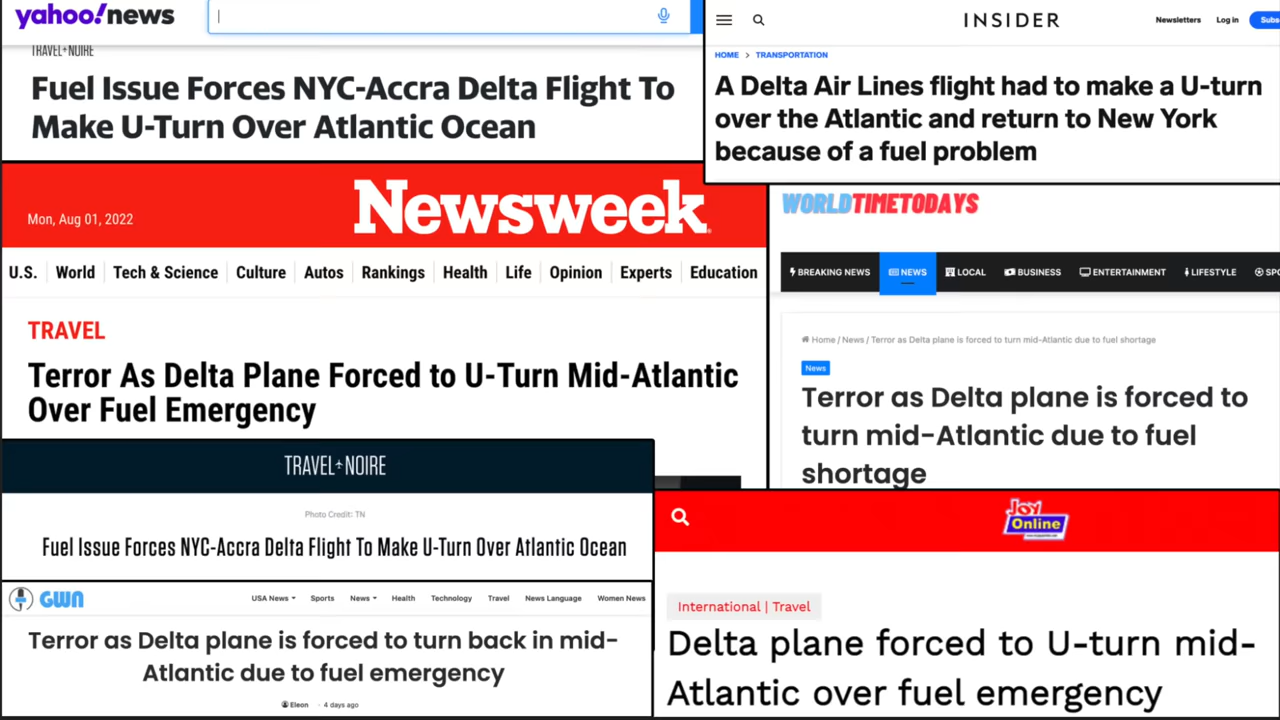 yahoo!news
TRAVEL+NOIRE
Fuel Issue Forces NYC-Accra Delta Flight To
Make U-Turn Over Atlantic Ocean
INSIDER
Newsletters Log in Subs
HOME > TRANSPORTATION
A Delta Air Lines flight had to make a U-turn
over the Atlantic and return to New York
because of a fuel problem
Mon, Aug 01, 2022
Newsweek
U.S. World Tech & Science Culture Autos Rankings Health Life Opinion Experts Education
TRAVEL
Terror As Delta Plane Forced to U-Turn Mid-Atlantic
Over Fuel Emergency
WORLDTIMETODAYS
BREAKING NEWS NEWS LOCAL BUSINESS ENTERTAINMENT LIFESTYLE SPO
Home / News / Terror as Delta plane is forced to turn mid-Atlantic due to fuel shortage
News
Terror as Delta plane is forced to
turn mid-Atlantic due to fuel
shortage
TRAVEL+NOIRE
Photo Credit: TN
Fuel Issue Forces NYC-Accra Delta Flight To Make U-Turn Over Atlantic Ocean
GWN
USA News Sports News Health Technology Travel News Language Women News
Terror as Delta plane is forced to turn back in mid-
Atlantic due to fuel emergency
Eleon · 4 days ago
Joy
Online
International | Travel
Delta plane forced to U-turn mid-
Atlantic over fuel emergency